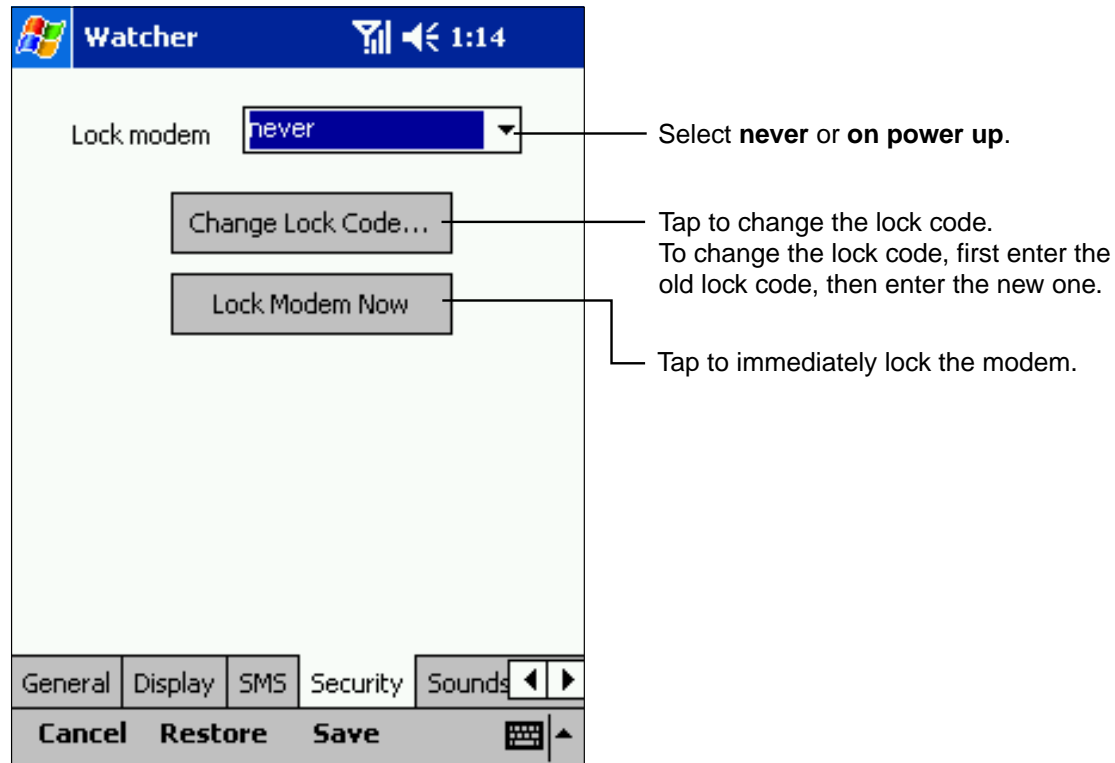 Watcher 1:14
Lock modem never
Select never or on power up.
Change Lock Code...
Tap to change the lock code.
To change the lock code, first enter the
old lock code, then enter the new one.
Lock Modem Now
Tap to immediately lock the modem.
General Display SMS Security Sounds
Cancel Restore Save